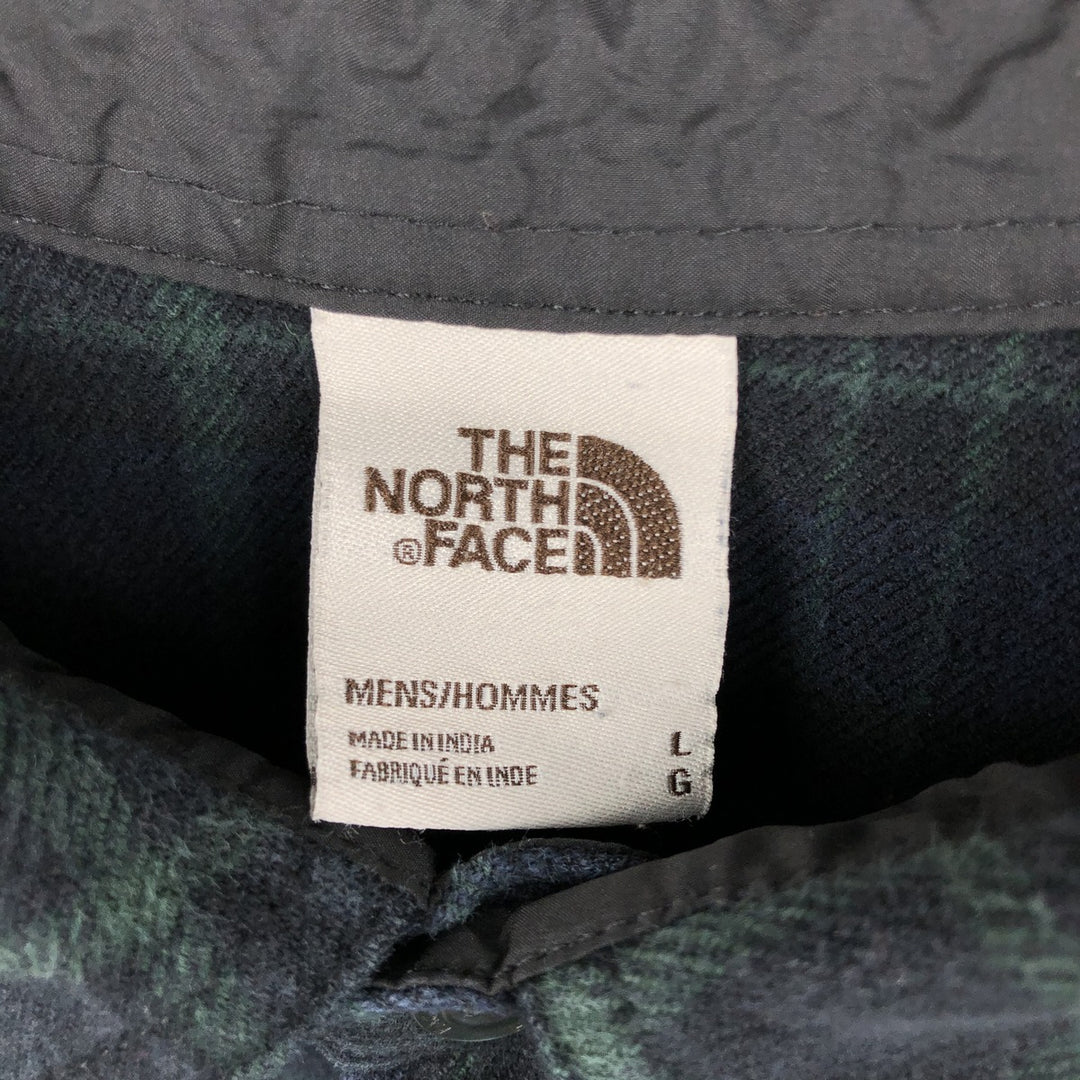 THE
NORTH
®FACE
MENS/HOMMES
MADE IN INDIA L
FABRIQUÉ EN INDE G